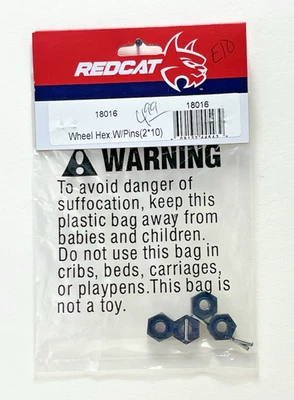 REDCAT
E10
18016
499
18016
Wheel Hex.W/Pins(2*10)
WARNING
To avoid danger of
suffocation, keep this
plastic bag away from
babies and children.
Do not use this bag in
cribs, beds, carriages,
or playpens.This bag is
not a toy.